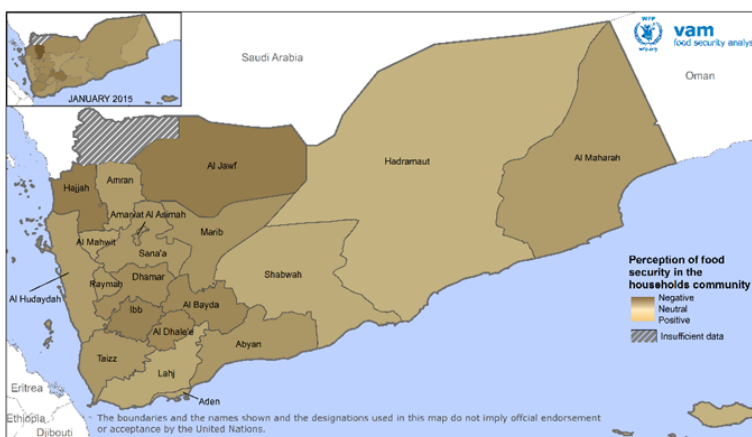 JANUARY 2015
Saudi Arabia
WFP
wfp.org
vam
food security analysis
Oman
Al Jawf
Hadramaut
Al Maharah
Hajjah
Amran
Amanat Al Asimah
Al Mahwit
Marib
Sana'a
Shabwah
Dhamar
Raymah
Al Hudaydah
Al Bayda
Ibb
Al Dhale'e
Abyan
Taizz
Lahj
Aden
Perception of food
security in the
households community
Negative
Neutral
Positive
Insufficient data
Eritrea
Ethiopia
Djibouti
The boundaries and the names shown and the designations used in this map do not imply offcial endorsement
or acceptance by the United Nations.